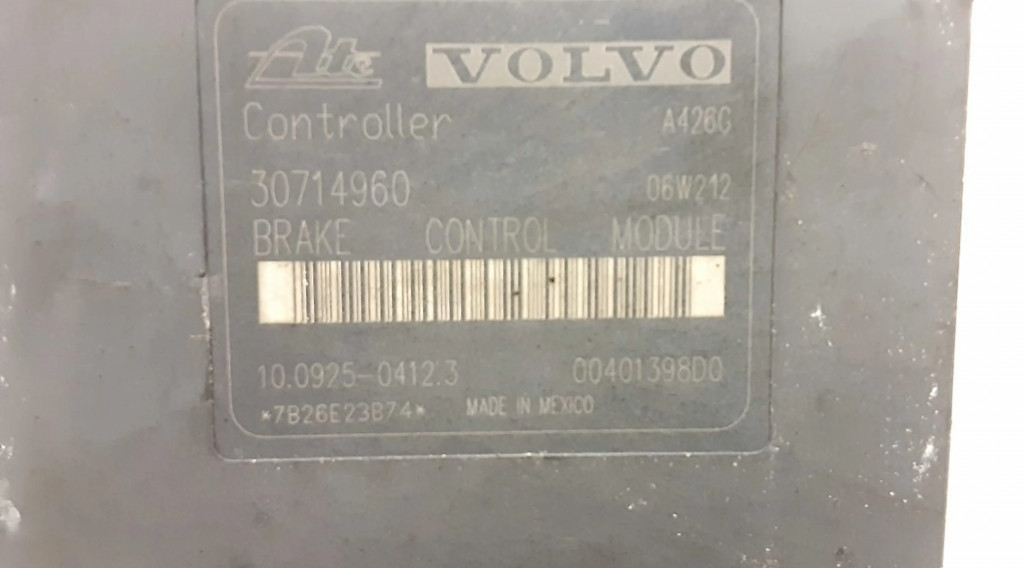 Ate VOLVO
Controller A426C
30714960 06W212
BRAKE CONTROL MODULE
10.0925-0412.3 00401398D0
*7B26E23B74* MADE IN MEXICO